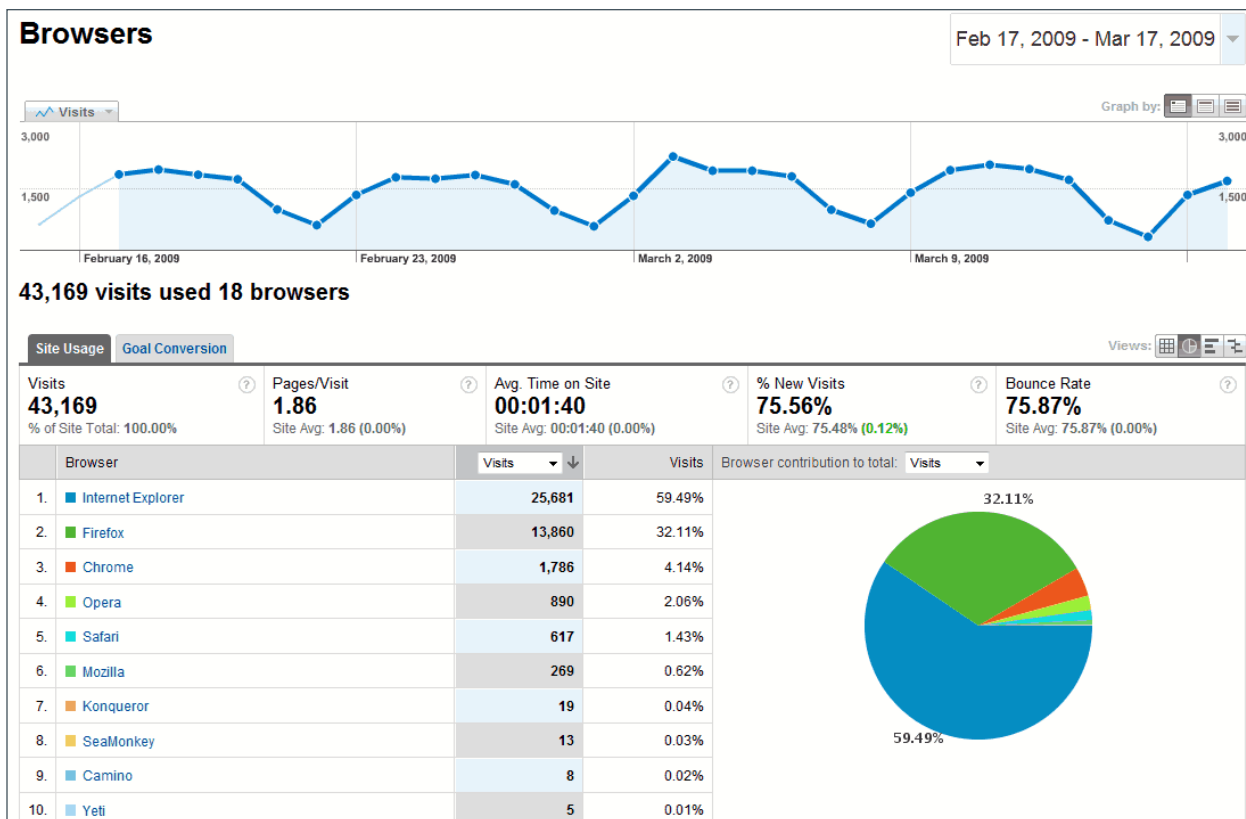 Browsers
Feb 17, 2009 - Mar 17, 2009
Visits
Graph by:
3,000 3,000
1,500 1,500
February 16, 2009 February 23, 2009 March 2, 2009 March 9, 2009
43,169 visits used 18 browsers
Site Usage Goal Conversion
Views:
Visits ? Pages/Visit ? Avg. Time on Site ? % New Visits ? Bounce Rate ?
43,169 1.86 00:01:40 75.56% 75.87%
% of Site Total: 100.00% Site Avg: 1.86 (0.00%) Site Avg: 00:01:40 (0.00%) Site Avg: 75.48% (0.12%) Site Avg: 75.87% (0.00%)
Browser Visits Visits Browser contribution to total: Visits
1. Internet Explorer 25,681 59.49%
2. Firefox 13,860 32.11%
3. Chrome 1,786 4.14%
4. Opera 890 2.06%
5. Safari 617 1.43%
6. Mozilla 269 0.62%
7. Konqueror 19 0.04%
8. SeaMonkey 13 0.03%
9. Camino 8 0.02%
10. Yeti 5 0.01%
32.11%
59.49%